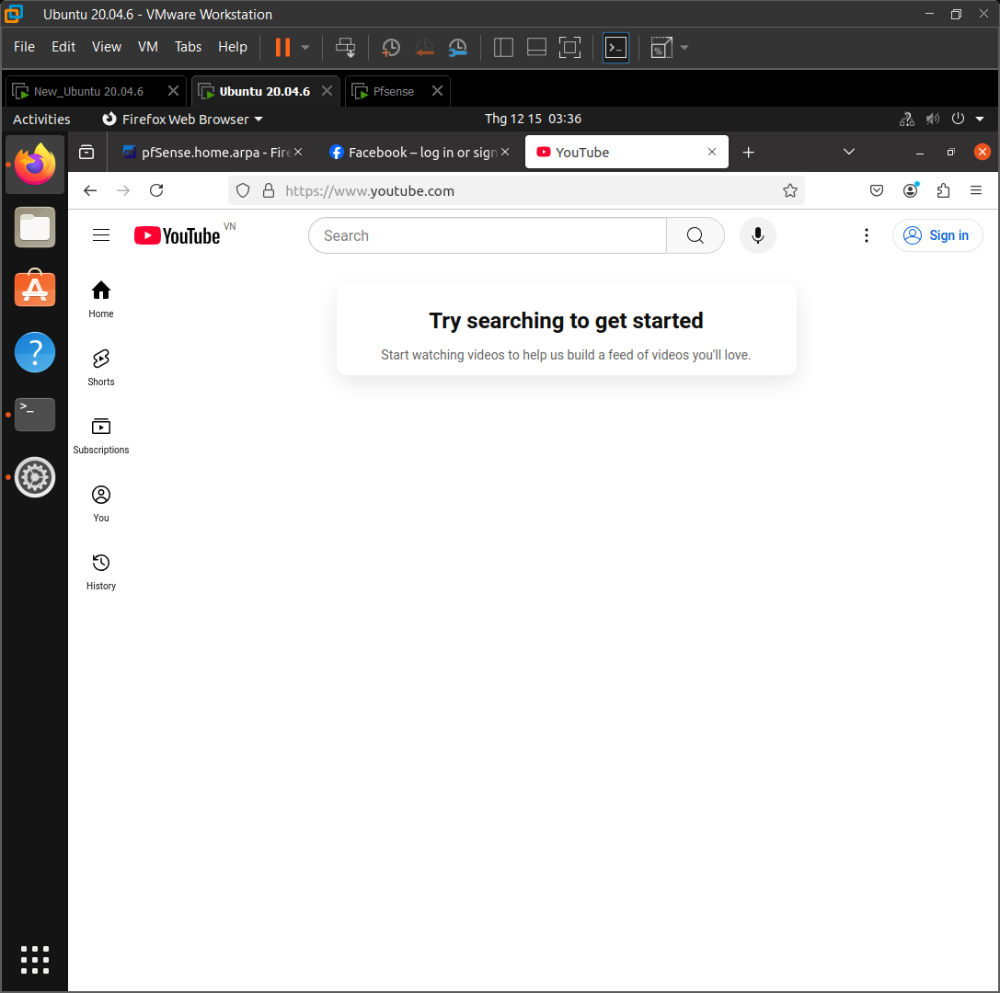 Ubuntu 20.04.6 - VMware Workstation
File Edit View VM Tabs Help
New_Ubuntu 20.04.6 Ubuntu 20.04.6 Pfsense
Activities Firefox Web Browser Thg 12 15 03:36
pfSense.home.arpa - Fire Facebook – log in or sign YouTube
https://www.youtube.com
YouTube VN Search Sign in
Try searching to get started
Start watching videos to help us build a feed of videos you'll love.
Home
Shorts
Subscriptions
You
History